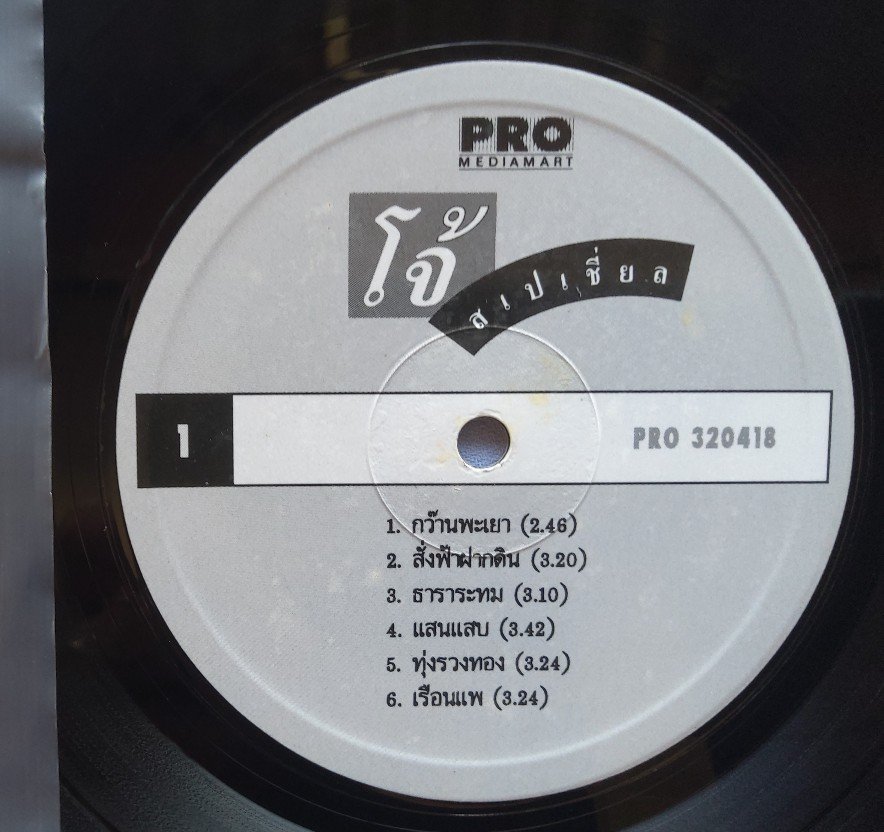 PRO
MEDIAMART
โจ้
สเปเชี่ยล
1
PRO 320418
1. กว๊านพะเยา (2.46)
2. สั่งฟ้าฝากดิน (3.20)
3. ธาราระทม (3.10)
4. แสนแสบ (3.42)
5. ทุ่งรวงทอง (3.24)
6. เรือนแพ (3.24)